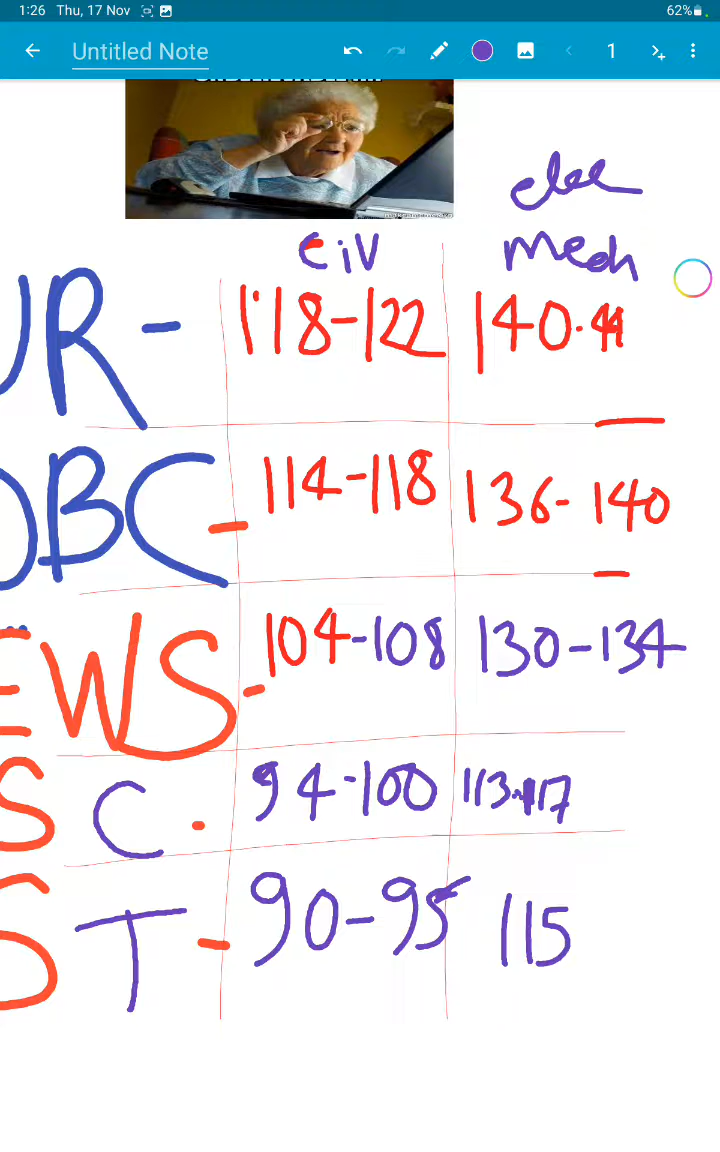 1:26 Thu, 17 Nov 62%
Untitled Note 1
elec
civ mech
UR - 118-122 140-44
OBC - 114-118 136-140
EWS - 104-108 130-134
SC - 94-100 113-117
ST - 90-95 115